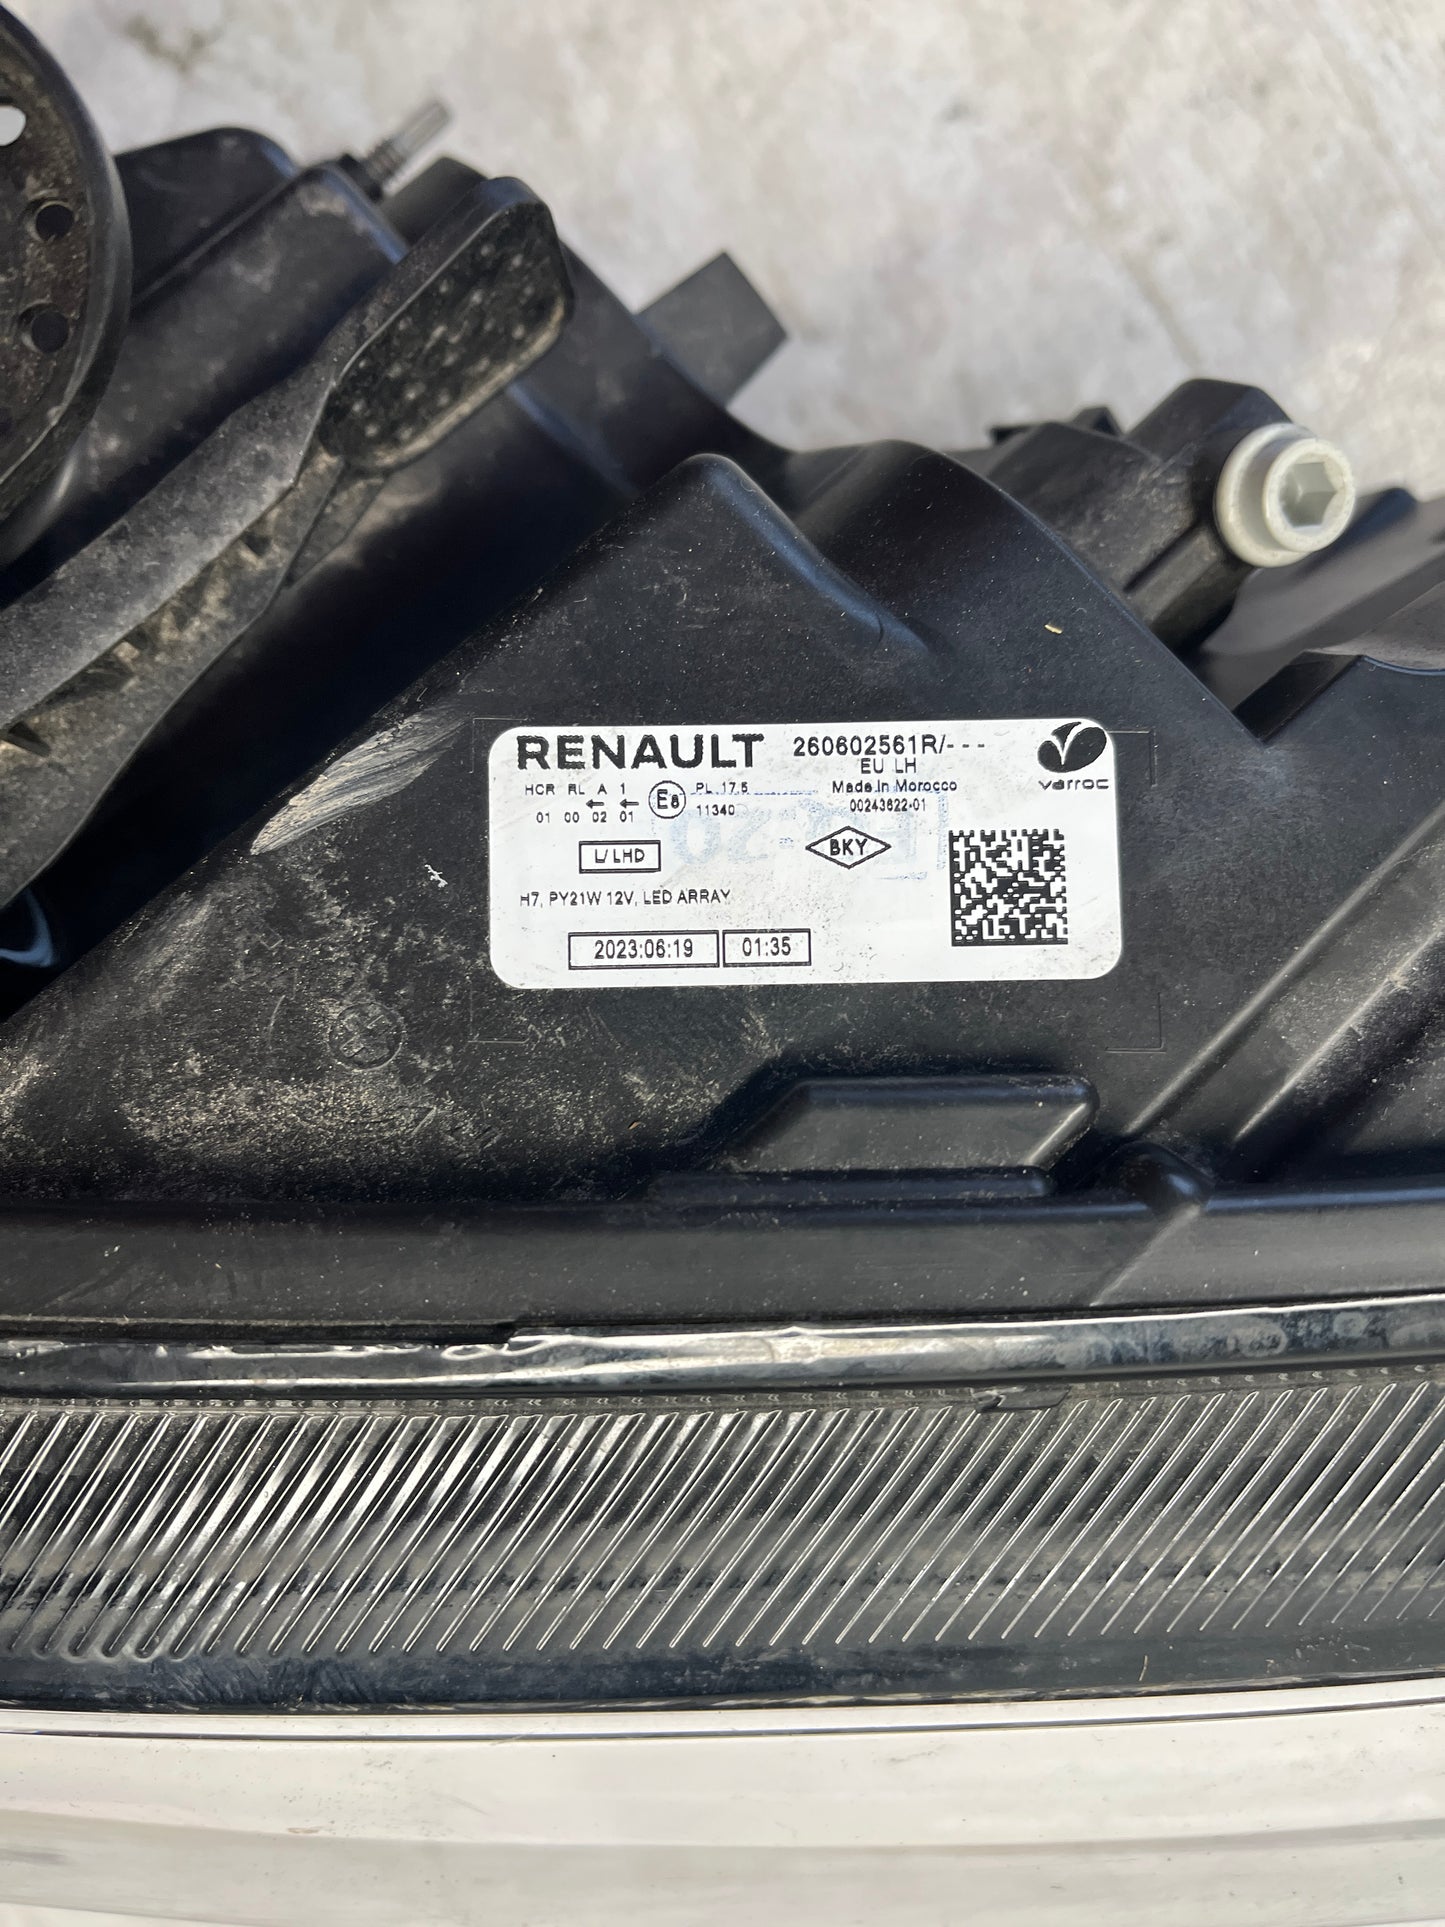 RENAULT 260602561R/---
EU LH
varroc
HCR RL A 1 E8 PL 17.5 Made.In Morocco
01 00 02 01 11340 00243622-01
L/LHD BKY
H7, PY21W 12V, LED ARRAY
2023:06:19 01:35